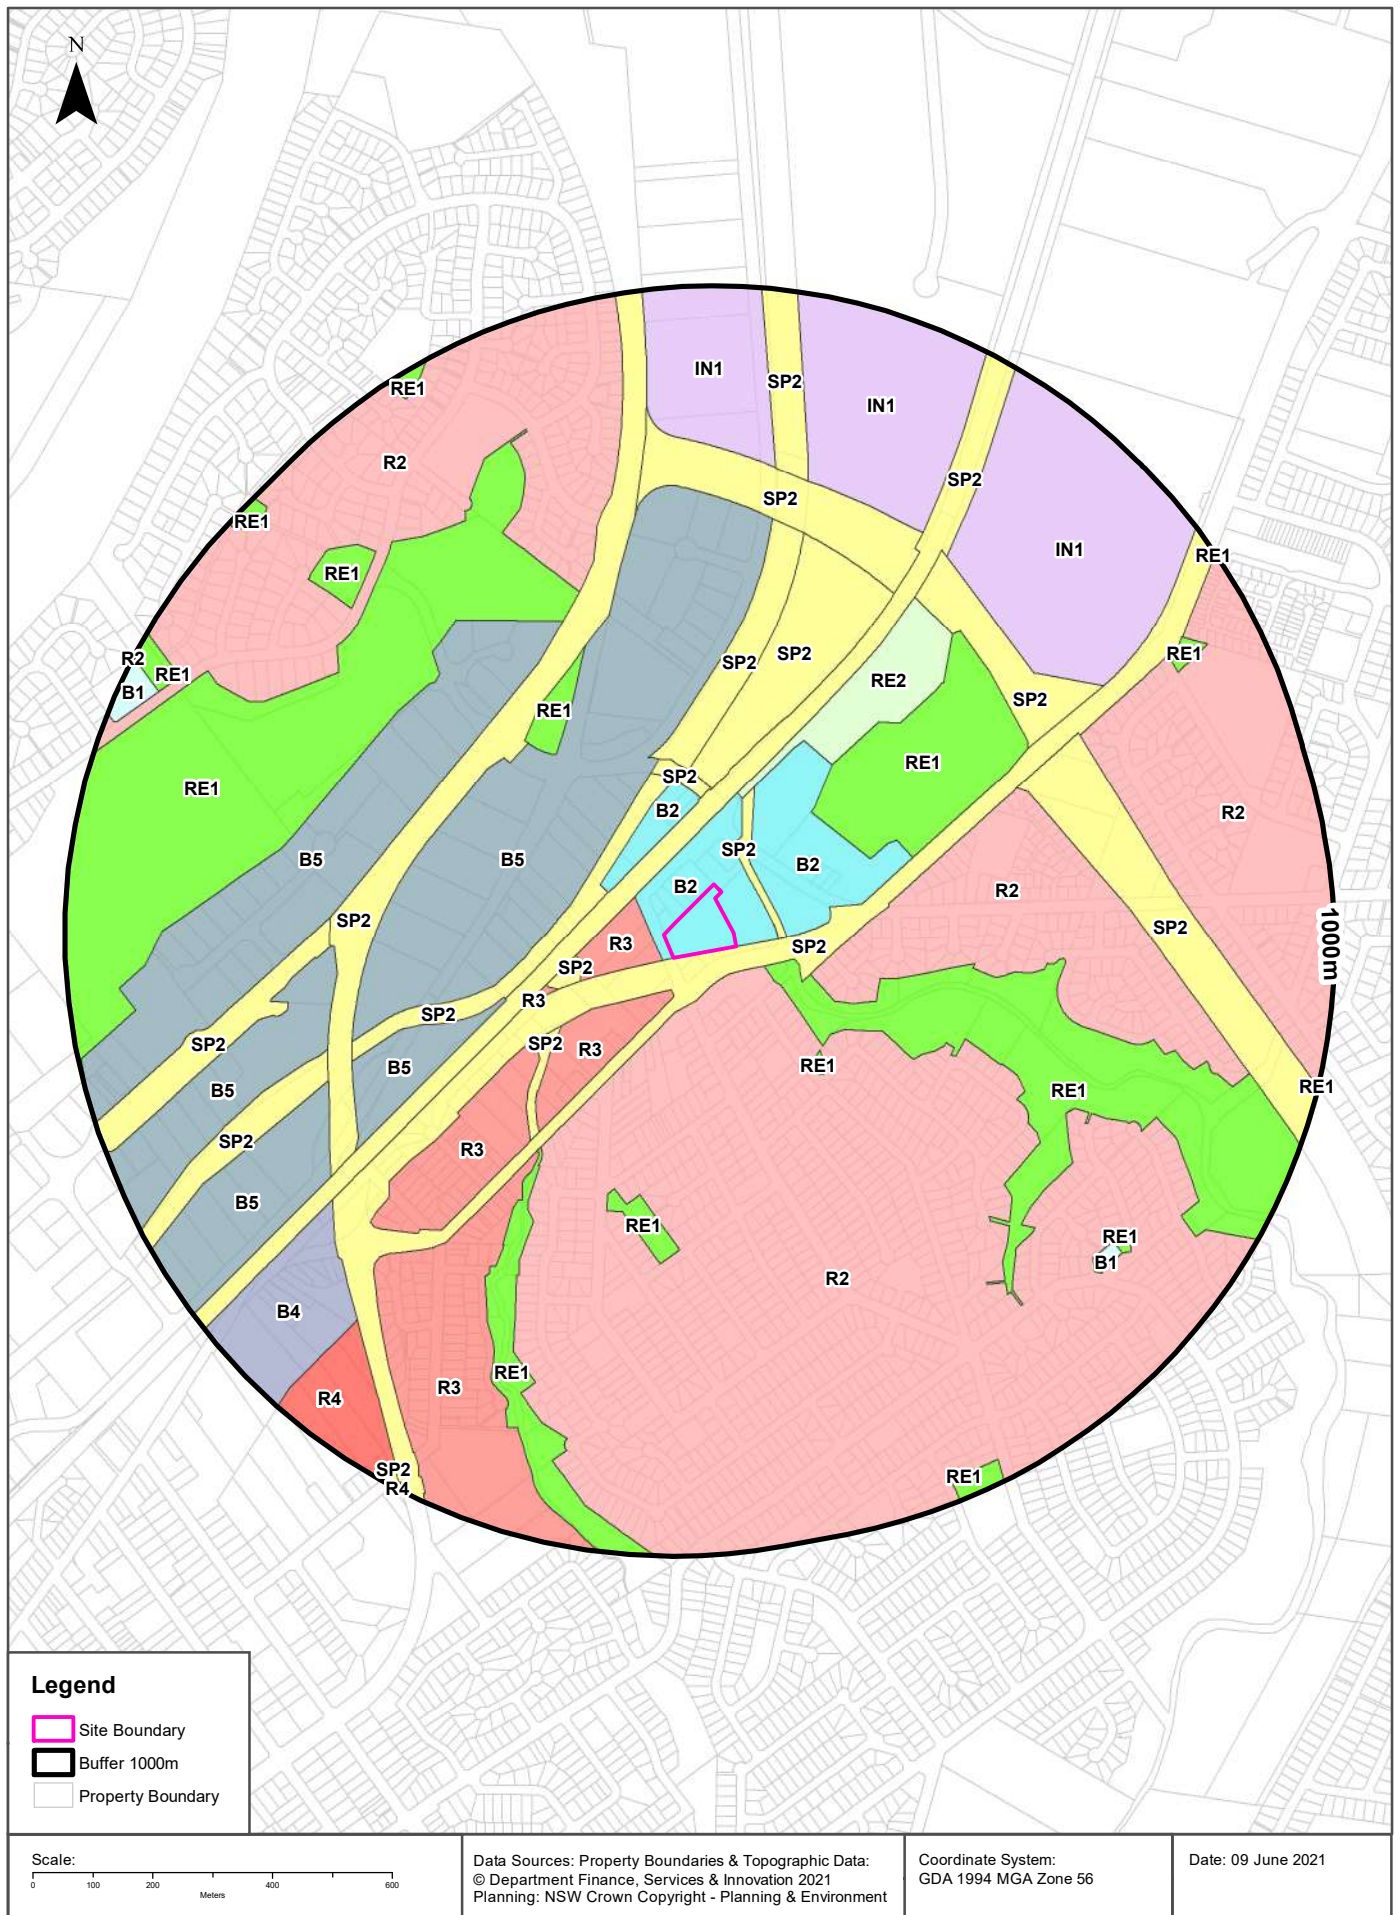 N
IN1
SP2
IN1
RE1
R2
SP2
SP2
RE1
IN1
RE1
RE1
R2
RE1
B1
RE1
SP2
SP2
RE2
SP2
RE1
RE1
RE1
SP2
B2
R2
SP2
B5
B5
B2
B2
R2
SP2
SP2
R3
SP2
1000m
SP2
R3
SP2
SP2
SP2
R3
RE1
B5
B5
RE1
RE1
SP2
R3
B5
RE1
RE1
B1
R2
B4
RE1
R3
R4
SP2
R4
RE1
Legend
Site Boundary
Buffer 1000m
Property Boundary
Scale:
0 100 200 400 600
Meters
Data Sources: Property Boundaries & Topographic Data:
© Department Finance, Services & Innovation 2021
Planning: NSW Crown Copyright - Planning & Environment
Coordinate System:
GDA 1994 MGA Zone 56
Date: 09 June 2021